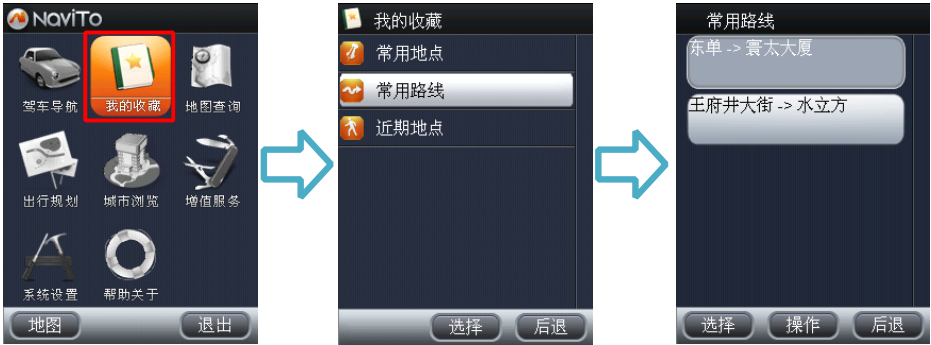 NaviTo
驾车导航 我的收藏 地图查询
出行规划 城市浏览 增值服务
系统设置 帮助关于
地图 退出
我的收藏
常用地点
常用路线
近期地点
选择 后退
常用路线
东单 -> 寰太大厦
王府井大街 -> 水立方
选择 操作 后退